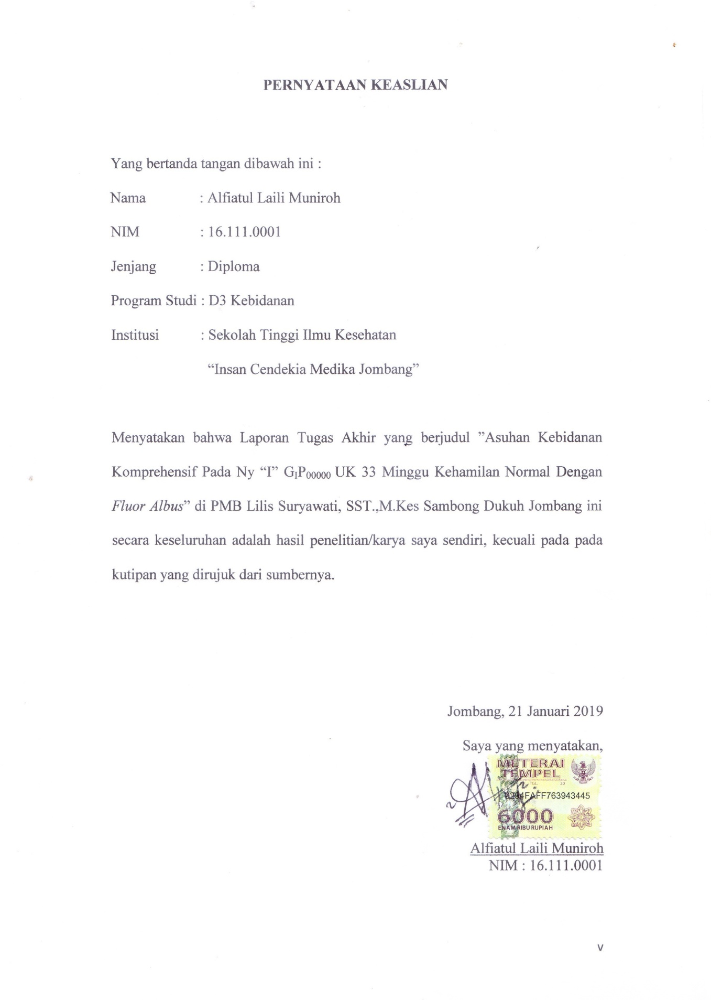 PERNYATAAN KEASLIAN
Yang bertanda tangan dibawah ini :
Nama : Alfiatul Laili Muniroh
NIM : 16.111.0001
Jenjang : Diploma
Program Studi : D3 Kebidanan
Institusi : Sekolah Tinggi Ilmu Kesehatan
“Insan Cendekia Medika Jombang”
Menyatakan bahwa Laporan Tugas Akhir yang berjudul ”Asuhan Kebidanan
Komprehensif Pada Ny “I” GIP00000 UK 33 Minggu Kehamilan Normal Dengan
Fluor Albus” di PMB Lilis Suryawati, SST.,M.Kes Sambong Dukuh Jombang ini
secara keseluruhan adalah hasil penelitian/karya saya sendiri, kecuali pada pada
kutipan yang dirujuk dari sumbernya.
Jombang, 21 Januari 2019
Saya yang menyatakan,
METERAI
TEMPEL
TGL. 20
9294FAFF763943445
6000
ENAM RIBU RUPIAH
Alfiatul Laili Muniroh
NIM : 16.111.0001
v